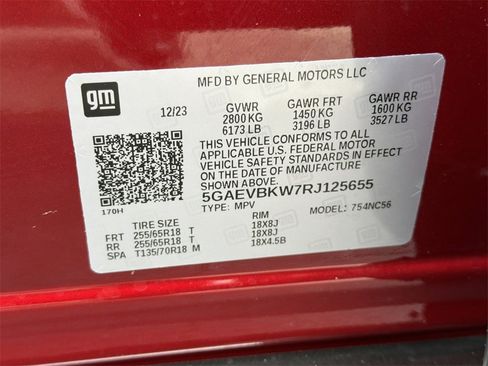 gm
MFD BY GENERAL MOTORS LLC
12/23 GVWR GAWR FRT GAWR RR
2800 KG 1450 KG 1600 KG
6173 LB 3196 LB 3527 LB
THIS VEHICLE CONFORMS TO ALL
APPLICABLE U.S. FEDERAL MOTOR
VEHICLE SAFETY STANDARDS IN EFFECT
ON THE DATE OF MANUFACTURE
SHOWN ABOVE
5GAEVBKW7RJ125655
170H TYPE: MPV MODEL: 754NC56
TIRE SIZE RIM
FRT 255/65R18 T 18X8J
RR 255/65R18 T 18X8J
SPA T135/70R18 M 18X4.5B